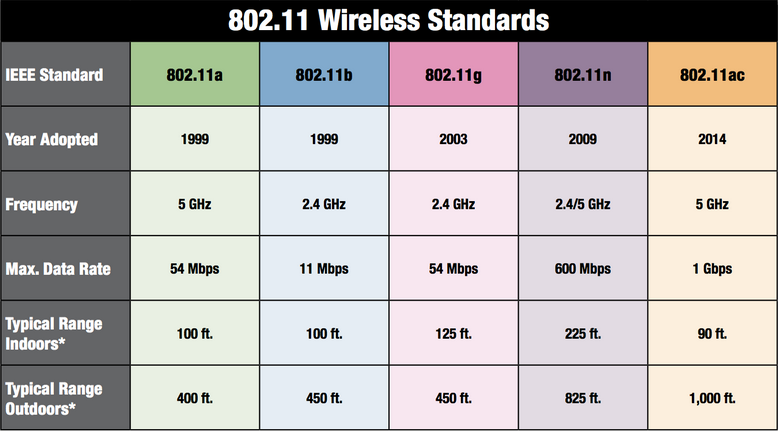 802.11 Wireless Standards
IEEE Standard 802.11a 802.11b 802.11g 802.11n 802.11ac
Year Adopted 1999 1999 2003 2009 2014
Frequency 5 GHz 2.4 GHz 2.4 GHz 2.4/5 GHz 5 GHz
Max. Data Rate 54 Mbps 11 Mbps 54 Mbps 600 Mbps 1 Gbps
Typical Range
Indoors* 100 ft. 100 ft. 125 ft. 225 ft. 90 ft.
Typical Range
Outdoors* 400 ft. 450 ft. 450 ft. 825 ft. 1,000 ft.